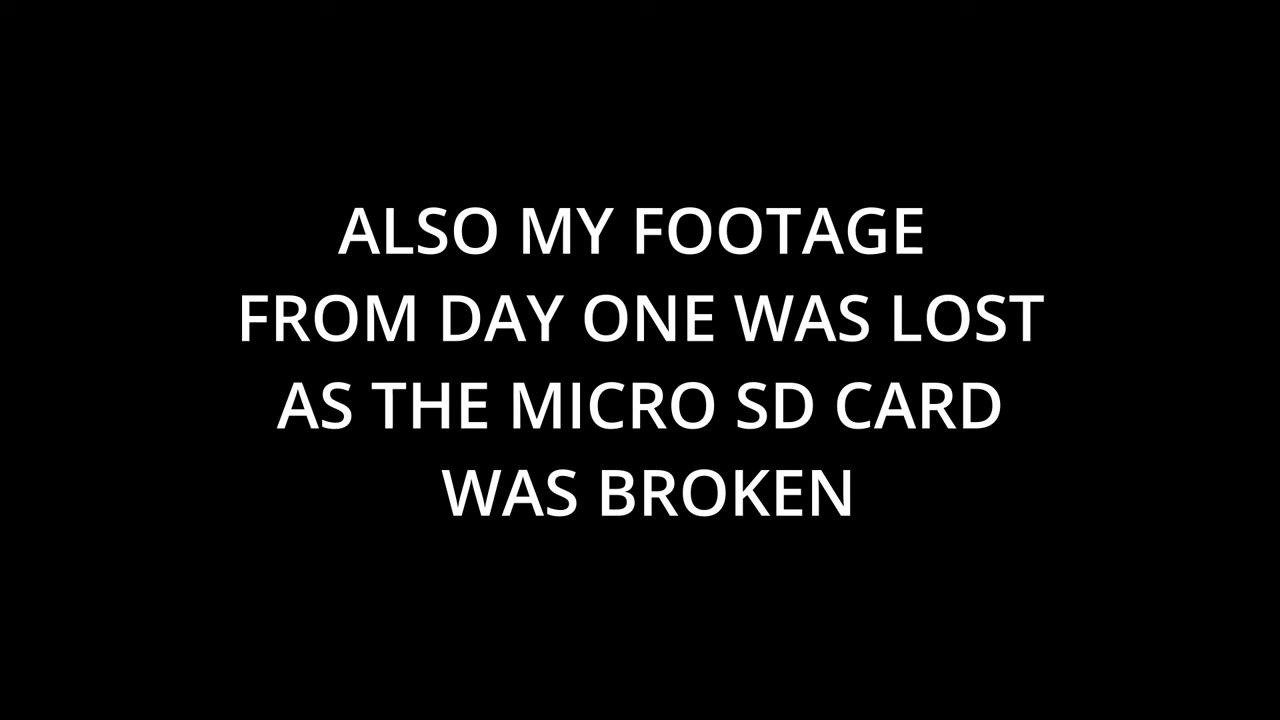 ALSO MY FOOTAGE
FROM DAY ONE WAS LOST
AS THE MICRO SD CARD
WAS BROKEN